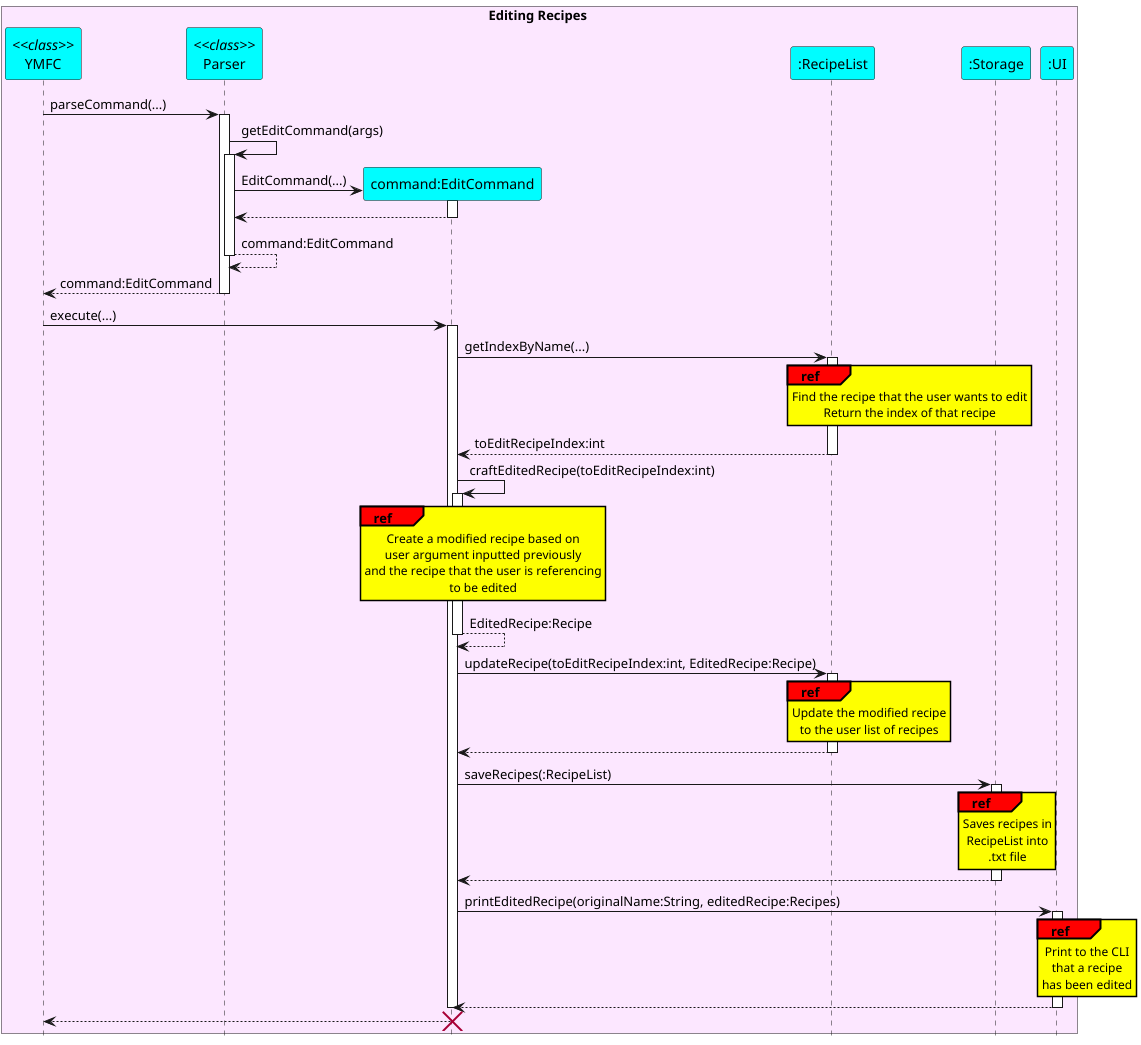 Editing Recipes
<<class>>
YMFC
<<class>>
Parser
:RecipeList
:Storage
:UI
parseCommand(...)
getEditCommand(args)
EditCommand(...)
command:EditCommand
command:EditCommand
command:EditCommand
execute(...)
getIndexByName(...)
ref
Find the recipe that the user wants to edit
Return the index of that recipe
toEditRecipeIndex:int
craftEditedRecipe(toEditRecipeIndex:int)
ref
Create a modified recipe based on
user argument inputted previously
and the recipe that the user is referencing
to be edited
EditedRecipe:Recipe
updateRecipe(toEditRecipeIndex:int, EditedRecipe:Recipe)
ref
Update the modified recipe
to the user list of recipes
saveRecipes(:RecipeList)
ref
Saves recipes in
RecipeList into
.txt file
printEditedRecipe(originalName:String, editedRecipe:Recipes)
ref
Print to the CLI
that a recipe
has been edited